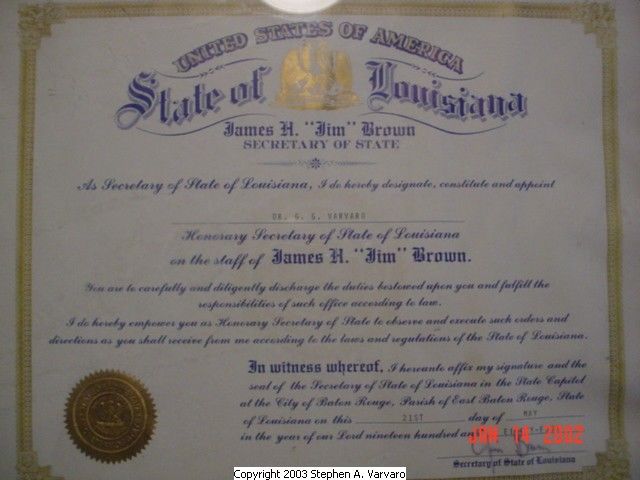 UNITED STATES OF AMERICA
State of Louisiana
James H. "Jim" Brown
SECRETARY OF STATE
As Secretary of State of Louisiana, I do hereby designate, constitute and appoint
DR. G. G. VARVARO
Honorary Secretary of State of Louisiana
on the staff of James H. "Jim" Brown.
You are to carefully and diligently discharge the duties bestowed upon you and fulfill the
responsibilities of such office according to law.
I do hereby empower you as Honorary Secretary of State to observe and execute such orders and
directions as you shall receive from me according to the laws and regulations of the State of Louisiana.
In witness whereof, I hereunto affix my signature and the
seal of the Secretary of State of Louisiana in the State Capitol
at the City of Baton Rouge, Parish of East Baton Rouge, State
of Louisiana on this 21ST day of MAY
in the year of our Lord nineteen hundred and
JAN 14 2002
Secretary of State of Louisiana
Copyright 2003 Stephen A. Varvaro